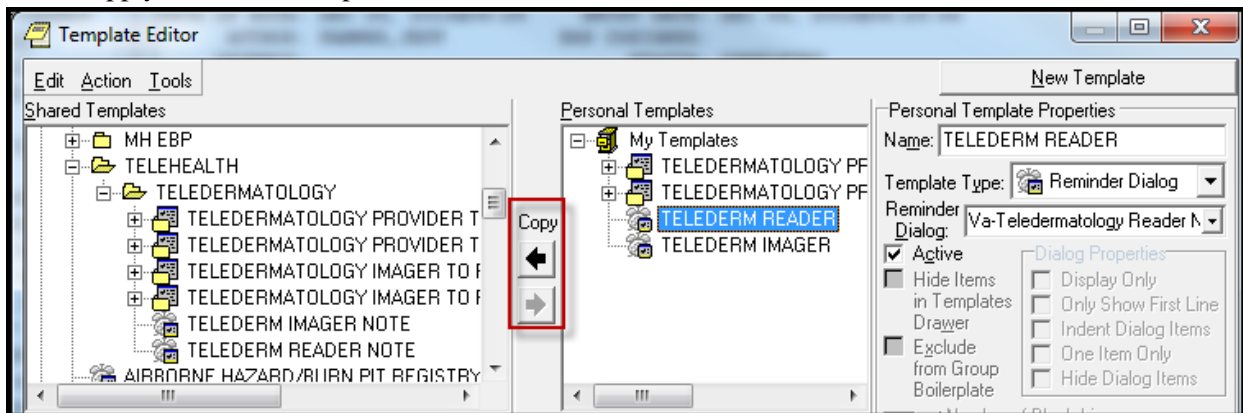 Template Editor
Edit Action Tools
New Template
Shared Templates
MH EBP
TELEHEALTH
TELEDERMATOLOGY
TELEDERMATOLOGY PROVIDER T
TELEDERMATOLOGY PROVIDER T
TELEDERMATOLOGY IMAGER TO
TELEDERMATOLOGY IMAGER TO
TELEDERM IMAGER NOTE
TELEDERM READER NOTE
AIRBORNE HAZARD/BURN PIT REGISTRY
Copy
Personal Templates
My Templates
TELEDERMATOLOGY PF
TELEDERMATOLOGY PF
TELEDERM READER
TELEDERM IMAGER
Personal Template Properties
Name: TELEDERM READER
Template Type: Reminder Dialog
Reminder Dialog: Va-Teledermatology Reader N
Active
Hide Items
in Templates
Drawer
Exclude
from Group
Boilerplate
Dialog Properties
Display Only
Only Show First Line
Indent Dialog Items
One Item Only
Hide Dialog Items